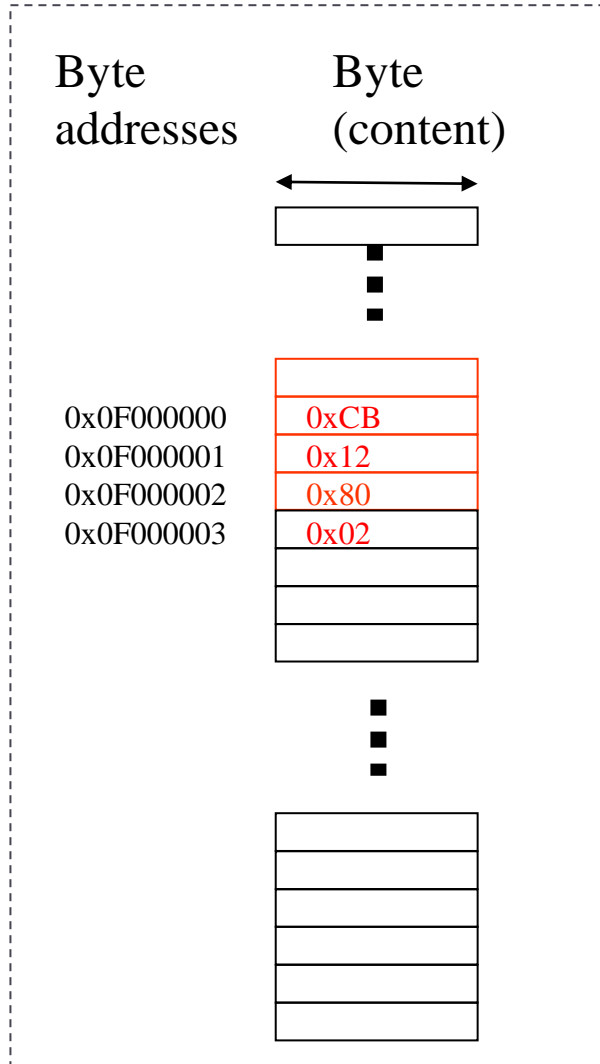 Byte addresses
Byte (content)
0x0F000000 0xCB
0x0F000001 0x12
0x0F000002 0x80
0x0F000003 0x02